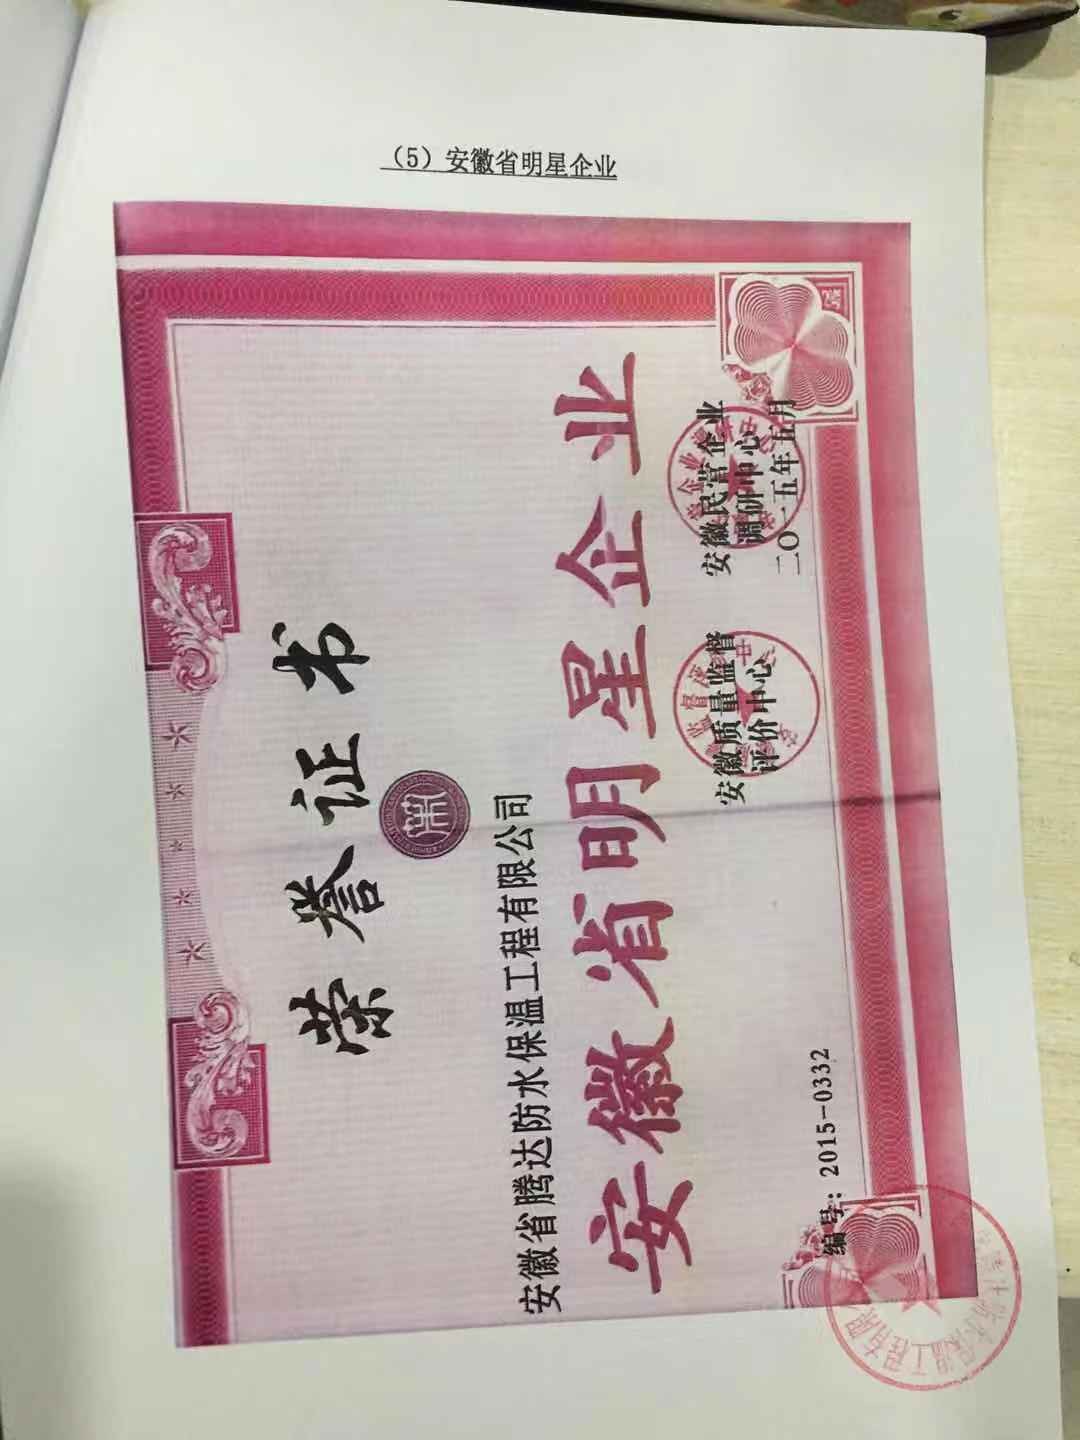 （5）安徽省明星企业
荣誉证书
安徽省腾达防水保温工程有限公司
安徽省明星企业
安徽质量监督
评价中心
安徽民营企业
调研中心
二〇一五年五月
编号：2015-0332